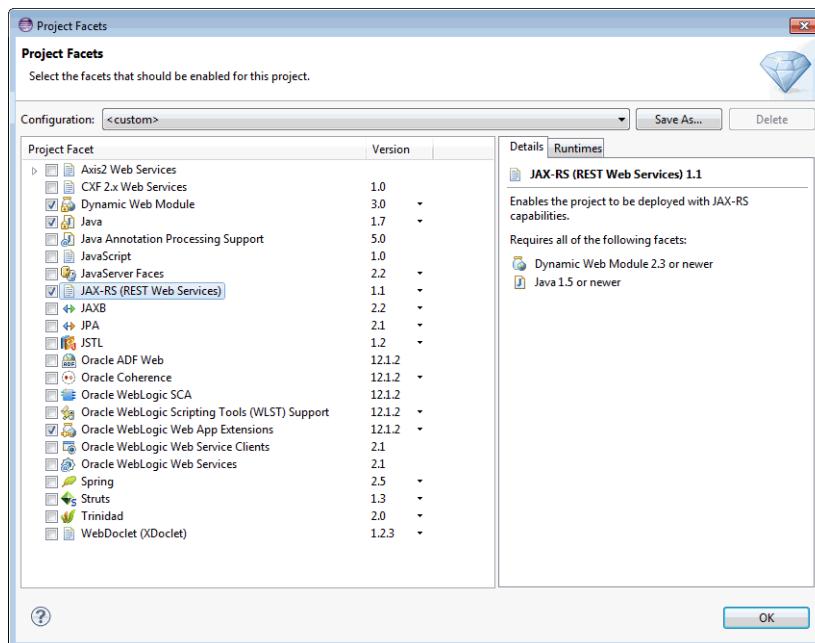 Project Facets
Project Facets
Select the facets that should be enabled for this project.
Configuration: <custom> Save As... Delete
Project Facet Version
Axis2 Web Services
CXF 2.x Web Services 1.0
Dynamic Web Module 3.0
Java 1.7
Java Annotation Processing Support 5.0
JavaScript 1.0
JavaServer Faces 2.2
JAX-RS (REST Web Services) 1.1
JAXB 2.2
JPA 2.1
JSTL 1.2
Oracle ADF Web 12.1.2
Oracle Coherence 12.1.2
Oracle WebLogic SCA 12.1.2
Oracle WebLogic Scripting Tools (WLST) Support 12.1.2
Oracle WebLogic Web App Extensions 12.1.2
Oracle WebLogic Web Service Clients 2.1
Oracle WebLogic Web Services 2.1
Spring 2.5
Struts 1.3
Trinidad 2.0
WebDoclet (XDoclet) 1.2.3
Details Runtimes
JAX-RS (REST Web Services) 1.1
Enables the project to be deployed with JAX-RS
capabilities.
Requires all of the following facets:
Dynamic Web Module 2.3 or newer
Java 1.5 or newer
?
OK